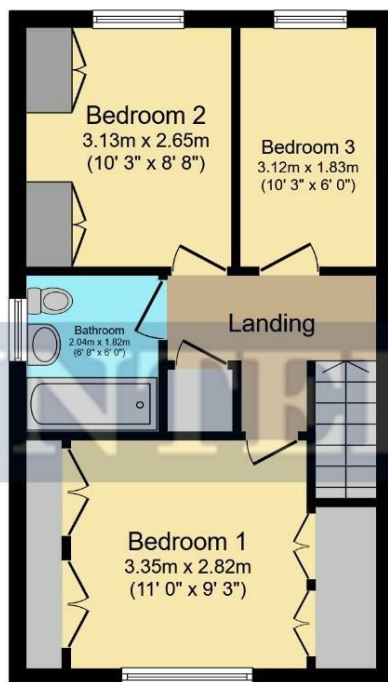 Bedroom 2
3.13m x 2.65m
(10' 3" x 8' 8")
Bedroom 3
3.12m x 1.83m
(10' 3" x 6' 0")
Bathroom
2.04m x 1.82m
(6' 8" x 6' 0")
Landing
Bedroom 1
3.35m x 2.82m
(11' 0" x 9' 3")